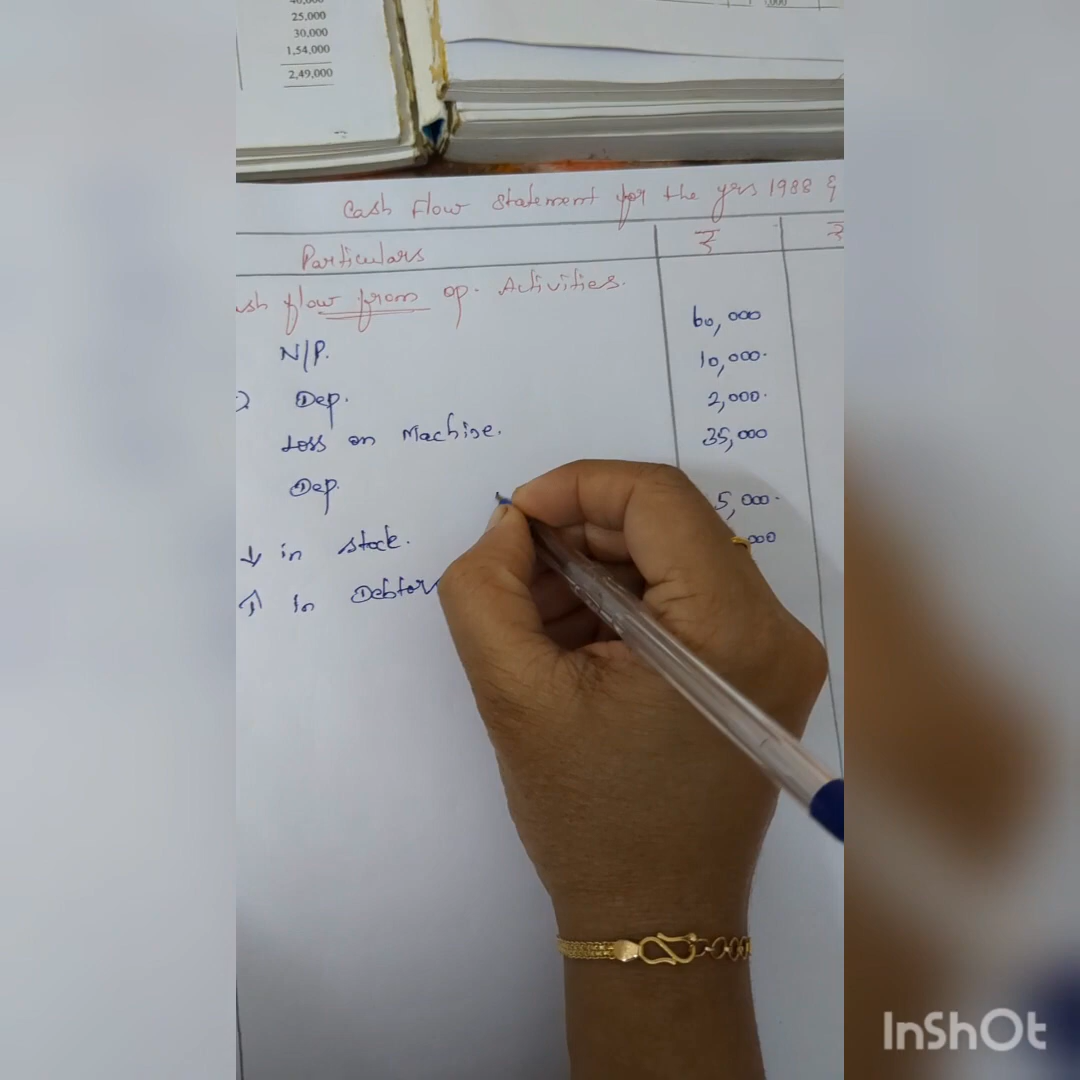 25,000
30,000
1,54,000
2,49,000
Cash Flow Statement for the yrs 1988 &
Particulars ₹ ₹
flow from op. Activities.
N/P. 60,000
Dep. 10,000.
Loss on Machine. 2,000.
Dep. 35,000
↓ in stock. 5,000.
↑ in Debtors 000
InShOt